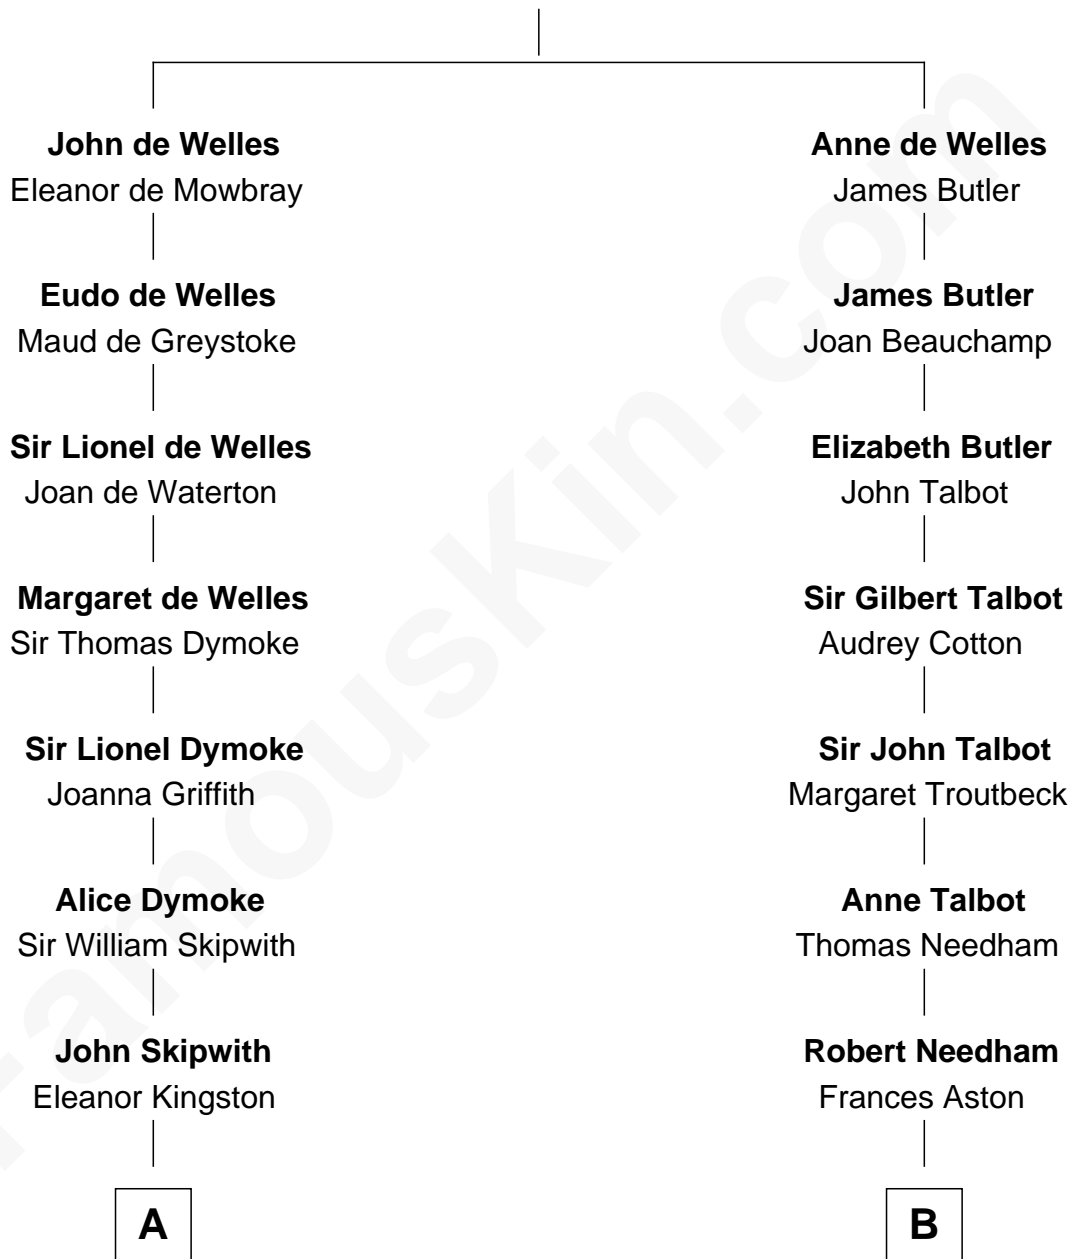 John de Welles
Eleanor de Mowbray
Eudo de Welles
Maud de Greystoke
Sir Lionel de Welles
Joan de Waterton
Margaret de Welles
Sir Thomas Dymoke
Sir Lionel Dymoke
Joanna Griffith
Alice Dymoke
Sir William Skipwith
John Skipwith
Eleanor Kingston
A
Anne de Welles
James Butler
James Butler
Joan Beauchamp
Elizabeth Butler
John Talbot
Sir Gilbert Talbot
Audrey Cotton
Sir John Talbot
Margaret Troutbeck
Anne Talbot
Thomas Needham
Robert Needham
Frances Aston
B
FamousKin.com